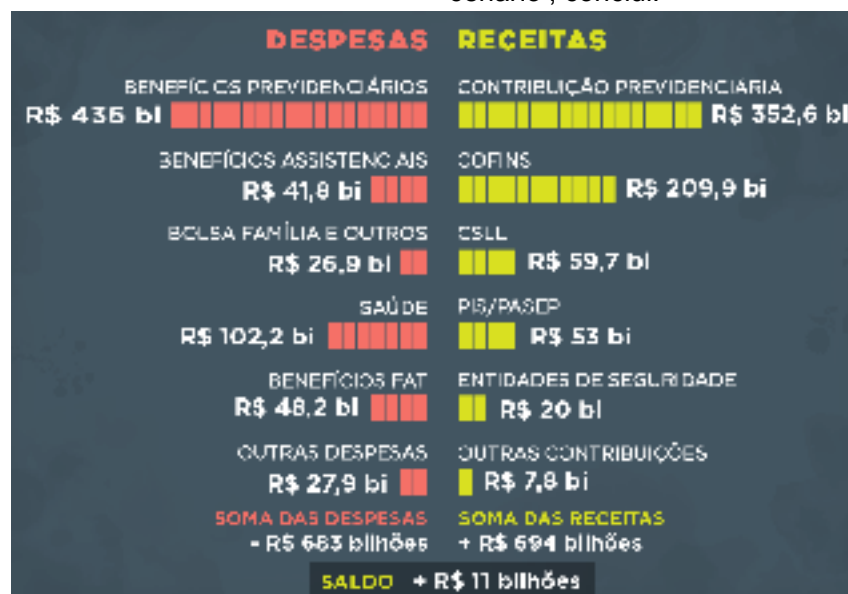 DESPESAS
BENEFÍCIOS PREVIDENCIÁRIOS
R$ 436 bi
BENEFÍCIOS ASSISTENCIAIS
R$ 41,8 bi
BOLSA FAMÍLIA E OUTROS
R$ 26,9 bi
SAÚDE
R$ 102,2 bi
BENEFÍCIOS FAT
R$ 48,2 bi
OUTRAS DESPESAS
R$ 27,9 bi
SOMA DAS DESPESAS
- R$ 683 bilhões
RECEITAS
CONTRIBUIÇÃO PREVIDENCIÁRIA
R$ 352,6 bi
COFINS
R$ 209,9 bi
CSLL
R$ 59,7 bi
PIS/PASEP
R$ 53 bi
ENTIDADES DE SEGURIDADE
R$ 20 bi
OUTRAS CONTRIBUIÇÕES
R$ 7,8 bi
SOMA DAS RECEITAS
+ R$ 694 bilhões
SALDO + R$ 11 bilhões